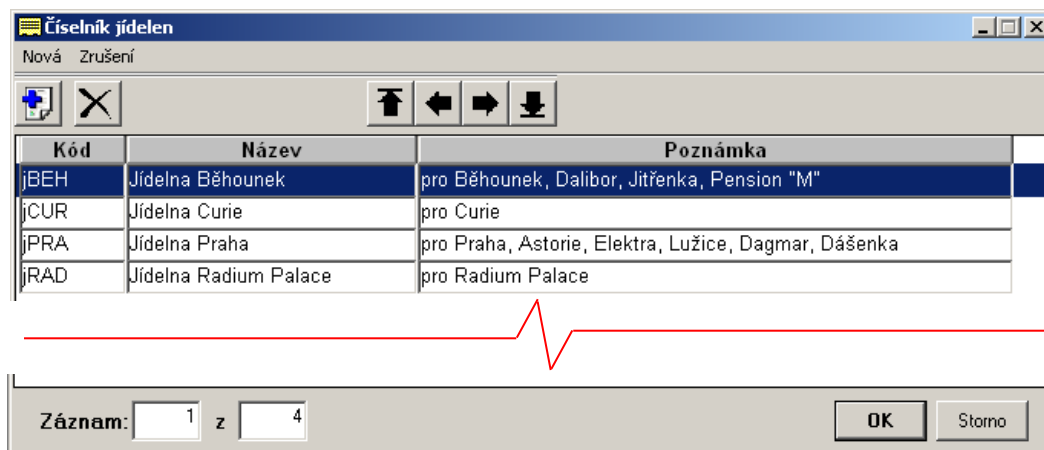 Číselník jídelen
Nová Zrušení
Kód Název Poznámka
jBEH Jídelna Běhounek pro Běhounek, Dalibor, Jitřenka, Pension "M"
jCUR Jídelna Curie pro Curie
jPRA Jídelna Praha pro Praha, Astorie, Elektra, Lužice, Dagmar, Dášenka
jRAD Jídelna Radium Palace pro Radium Palace
Záznam: 1 z 4 OK Storno